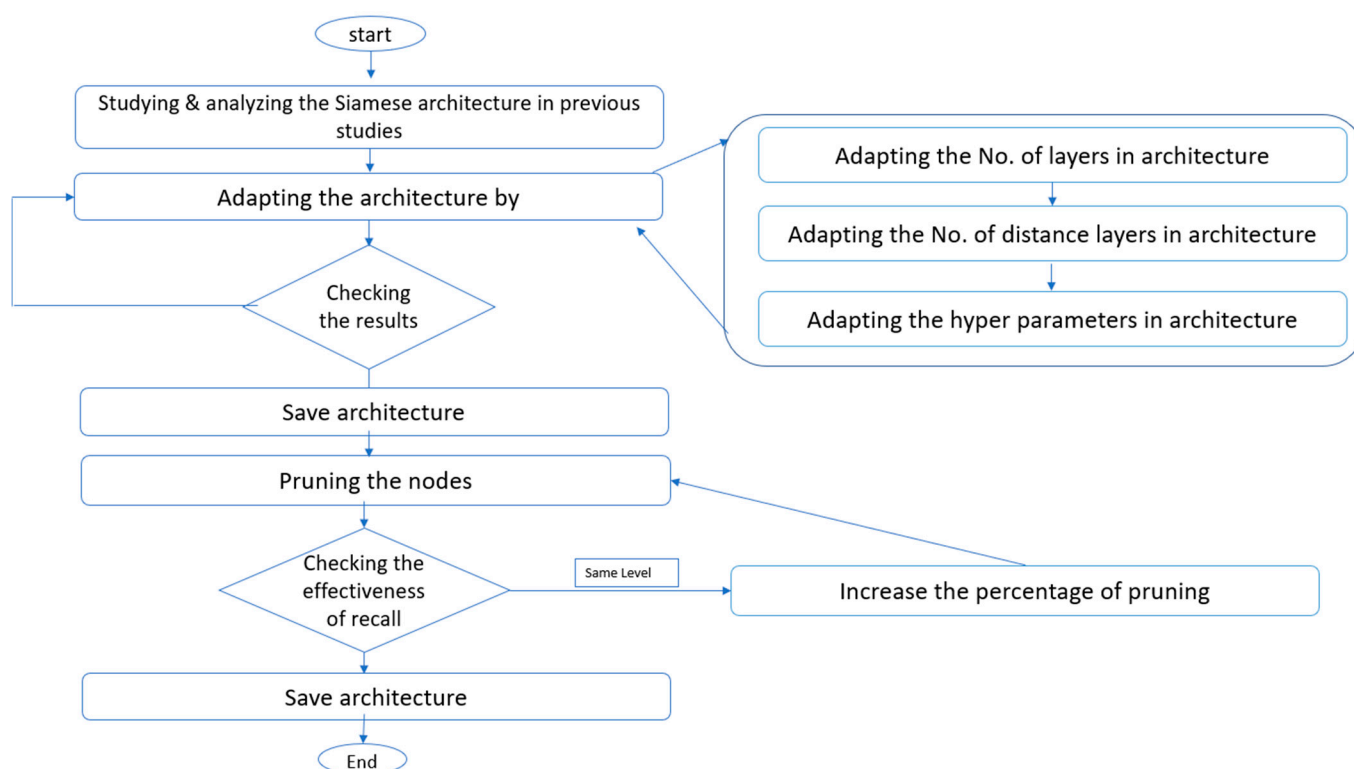 start
Studying & analyzing the Siamese architecture in previous
studies
Adapting the architecture by
Adapting the No. of layers in architecture
Adapting the No. of distance layers in architecture
Adapting the hyper parameters in architecture
Checking
the results
Save architecture
Pruning the nodes
Checking the
effectiveness
of recall
Same Level
Increase the percentage of pruning
Save architecture
End